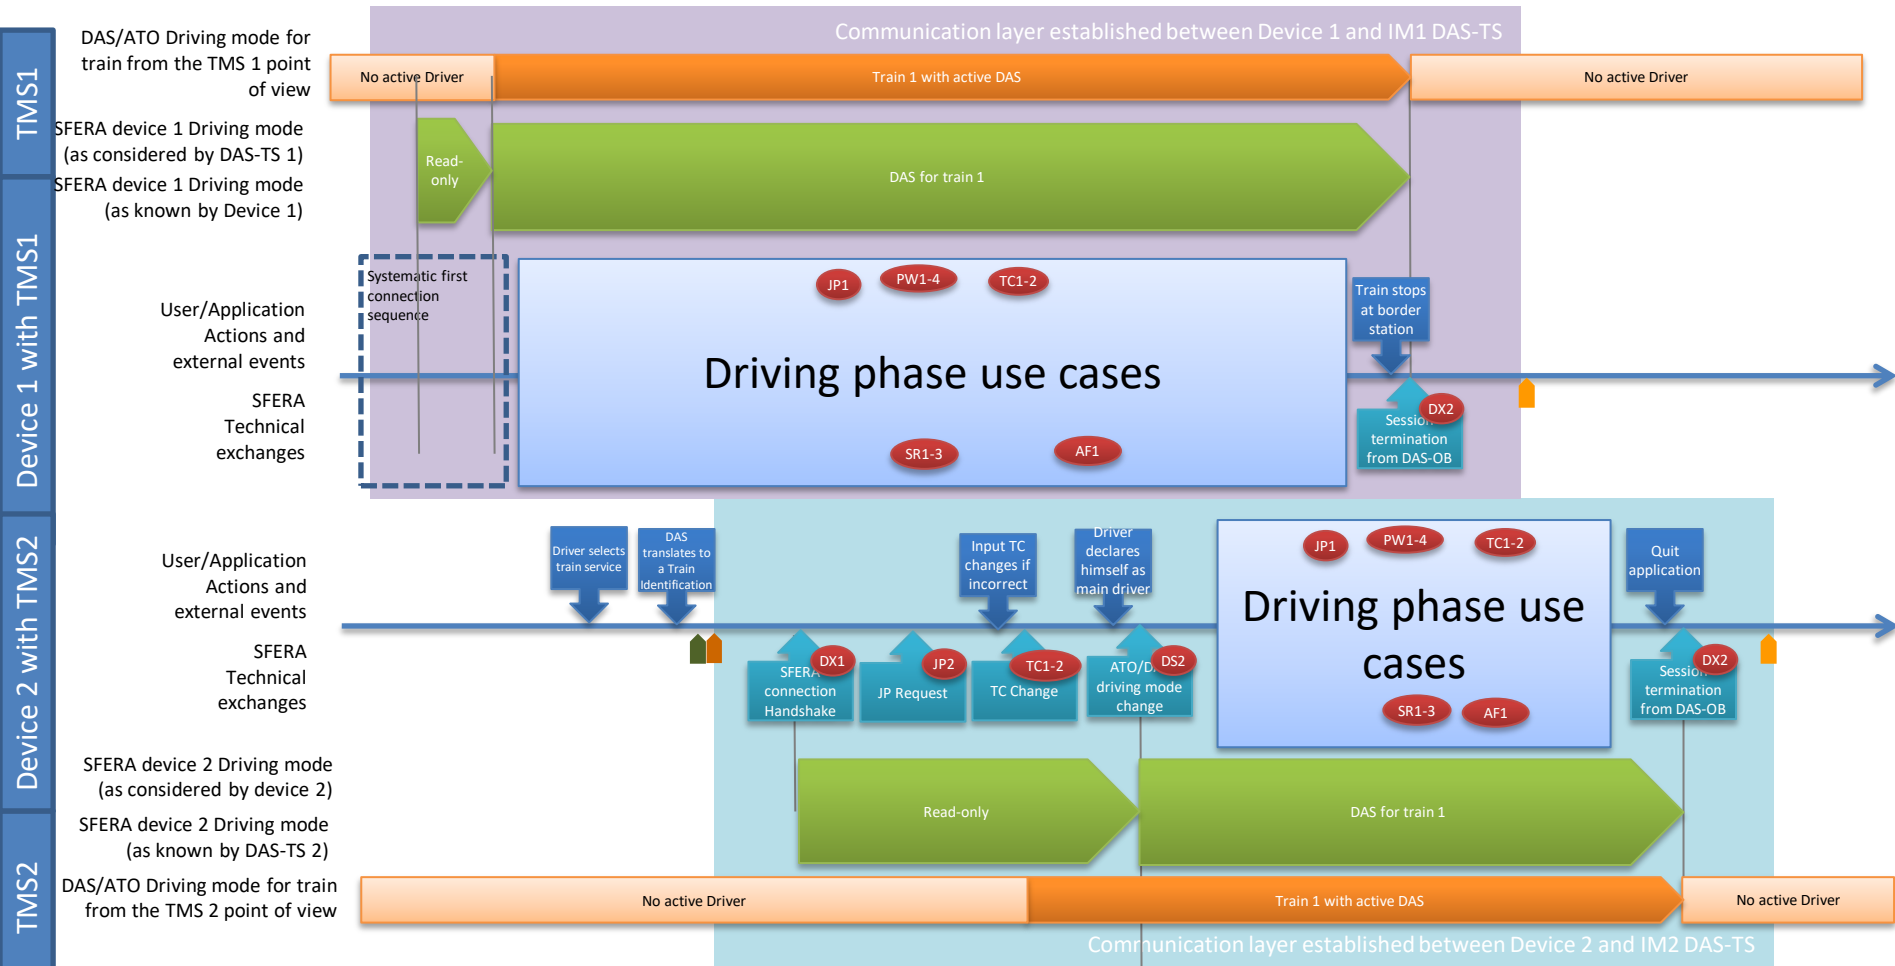 Communication layer established between Device 1 and IM1 DAS-TS
TMS1
DAS/ATO Driving mode for
train from the TMS 1 point
of view
No active Driver
Train 1 with active DAS
No active Driver
SFERA device 1 Driving mode
(as considered by DAS-TS 1)
SFERA device 1 Driving mode
(as known by Device 1)
Read-
only
DAS for train 1
Device 1 with TMS1
Systematic first
connection
sequence
User/Application
Actions and
external events
SFERA
Technical
exchanges
JP1
PW1-4
TC1-2
Driving phase use cases
SR1-3
AF1
Train stops
at border
station
DX2
Session
termination
from DAS-OB
Device 2 with TMS2
User/Application
Actions and
external events
SFERA
Technical
exchanges
Driver selects
train service
DAS
translates to
a Train
Identification
Input TC
changes if
incorrect
Driver
declares
himself as
main driver
JP1
PW1-4
TC1-2
Driving phase use
cases
SR1-3
AF1
Quit
application
DX1
SFERA
connection
Handshake
JP2
JP Request
TC1-2
TC Change
DS2
ATO/DAS
driving mode
change
DX2
Session
termination
from DAS-OB
SFERA device 2 Driving mode
(as considered by device 2)
SFERA device 2 Driving mode
(as known by DAS-TS 2)
Read-only
DAS for train 1
TMS2
DAS/ATO Driving mode for train
from the TMS 2 point of view
No active Driver
Train 1 with active DAS
No active Driver
Communication layer established between Device 2 and IM2 DAS-TS